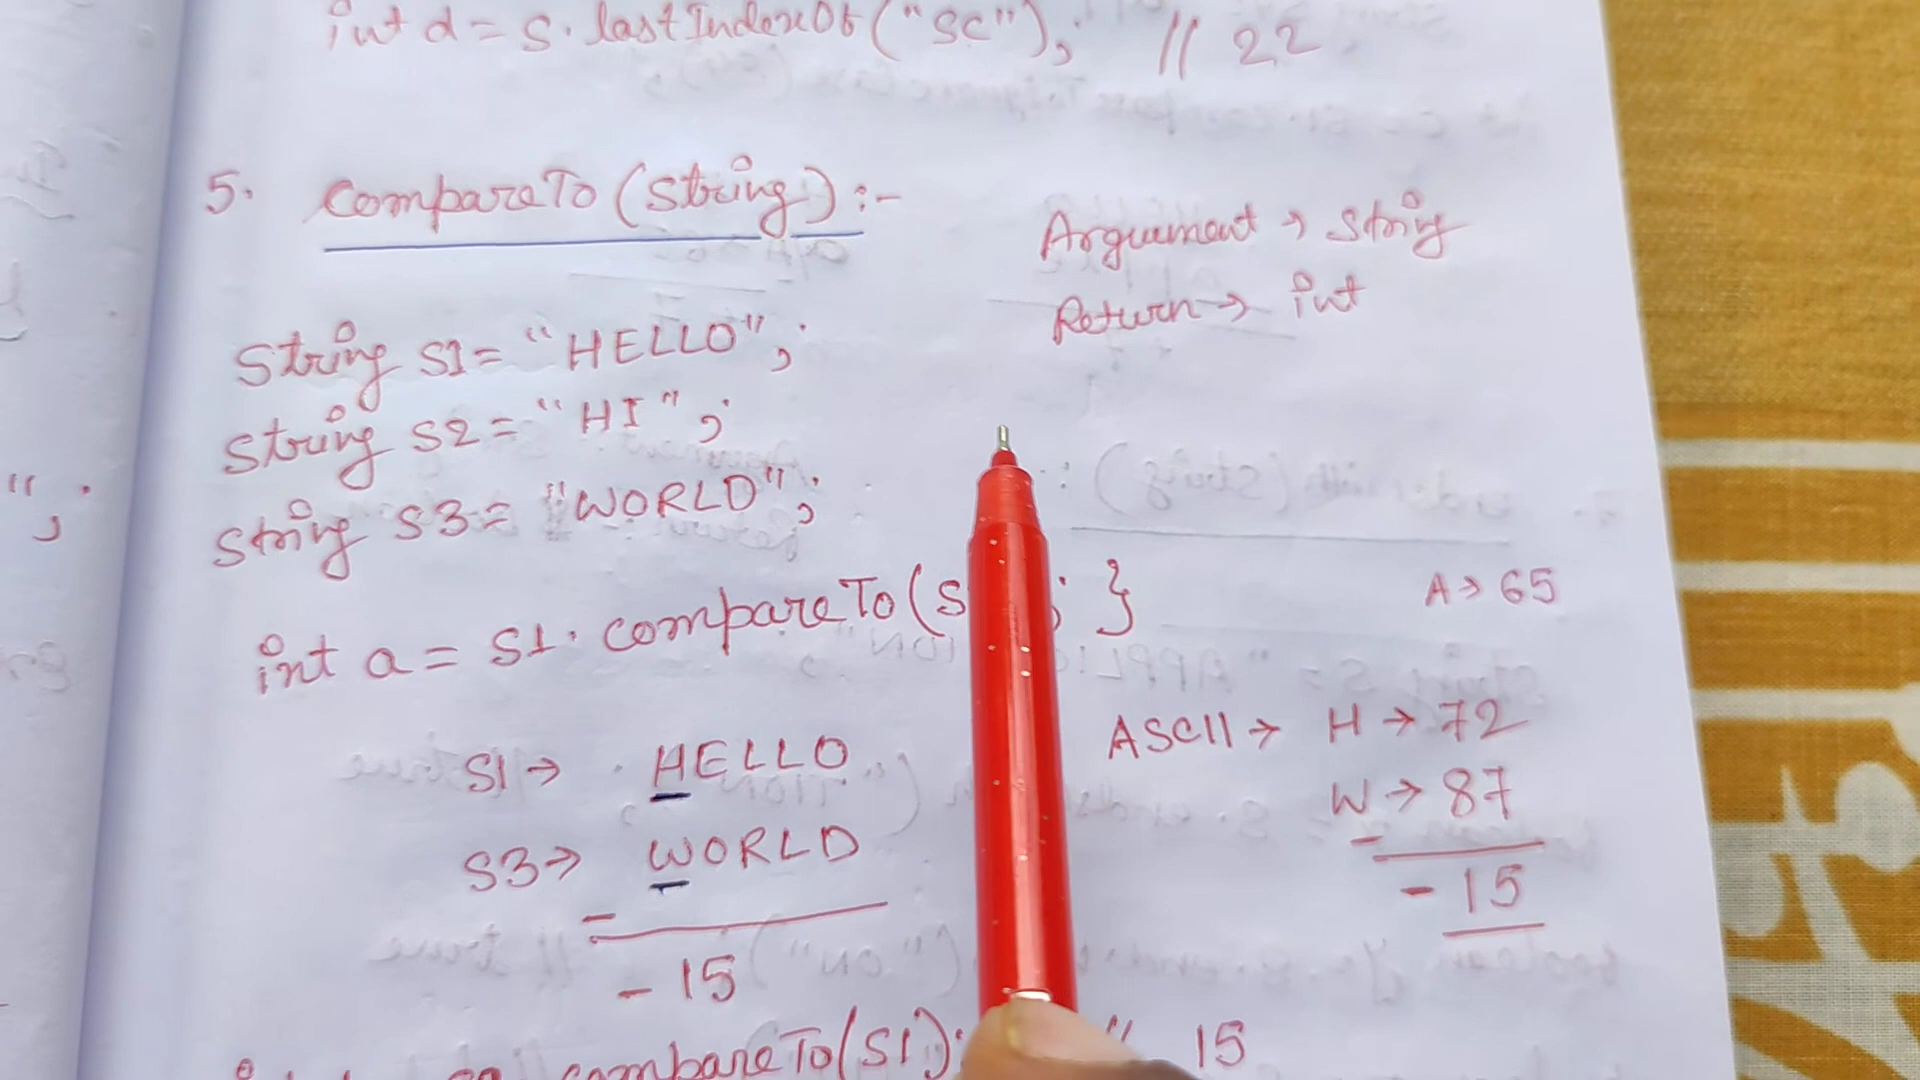 int d = s.lastIndexOf("SC"); // 22
5. CompareTo(String) :-
Argument → String
Return → int
String S1 = "HELLO";
String S2 = "HI";
String S3 = "WORLD";
int a = S1.compareTo(S ; }
A → 65
S1 → HELLO
ASCII → H → 72
W → 87
S3 → WORLD
- 15
- 15
compareTo(S1); // 15